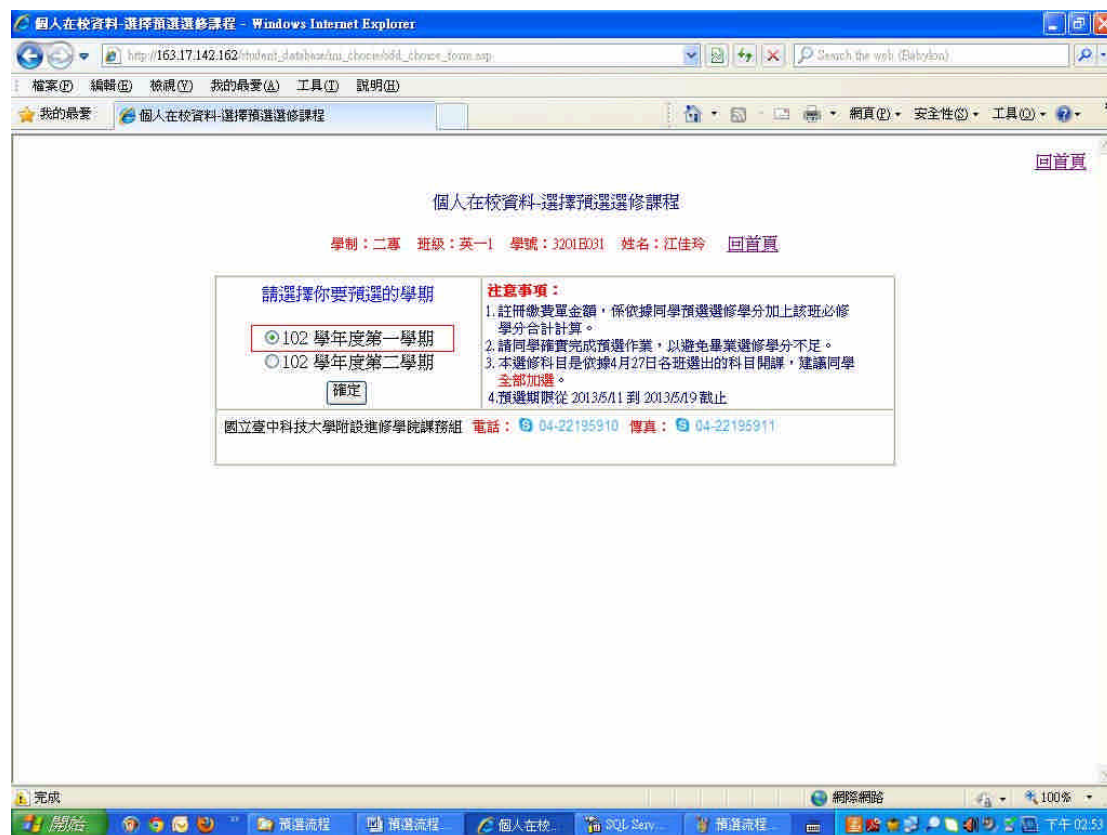 個人在校資料-選擇預選選修課程 - Windows Internet Explorer
http://163.17.142.162/student_database/ini_choice/odd_choice_form.asp
Search the web (Babylon)
檔案(F) 編輯(E) 檢視(V) 我的最愛(A) 工具(T) 說明(H)
我的最愛 個人在校資料-選擇預選選修課程 網頁(P) 安全性(S) 工具(O)
回首頁
個人在校資料-選擇預選選修課程
學制：二專 班級：英一1 學號：3201E031 姓名：江佳玲 回首頁
請選擇你要預選的學期
102 學年度第一學期
102 學年度第二學期
確定
注意事項：
1.註冊繳費單金額，係依據同學預選選修學分加上該班必修
學分合計計算。
2.請同學確實完成預選作業，以避免畢業選修學分不足。
3.本選修科目是依據4月27日各班選出的科目開課，建議同學
全部加選。
4.預選期限從 2013/5/11 到 2013/5/19 截止
國立臺中科技大學附設進修學院課務組 電話： 04-22195910 傳真： 04-22195911
完成 網際網路 100%
開始 預選流程 預選流程... 個人在校... SQL Serv... 預選流程... 下午 02:53